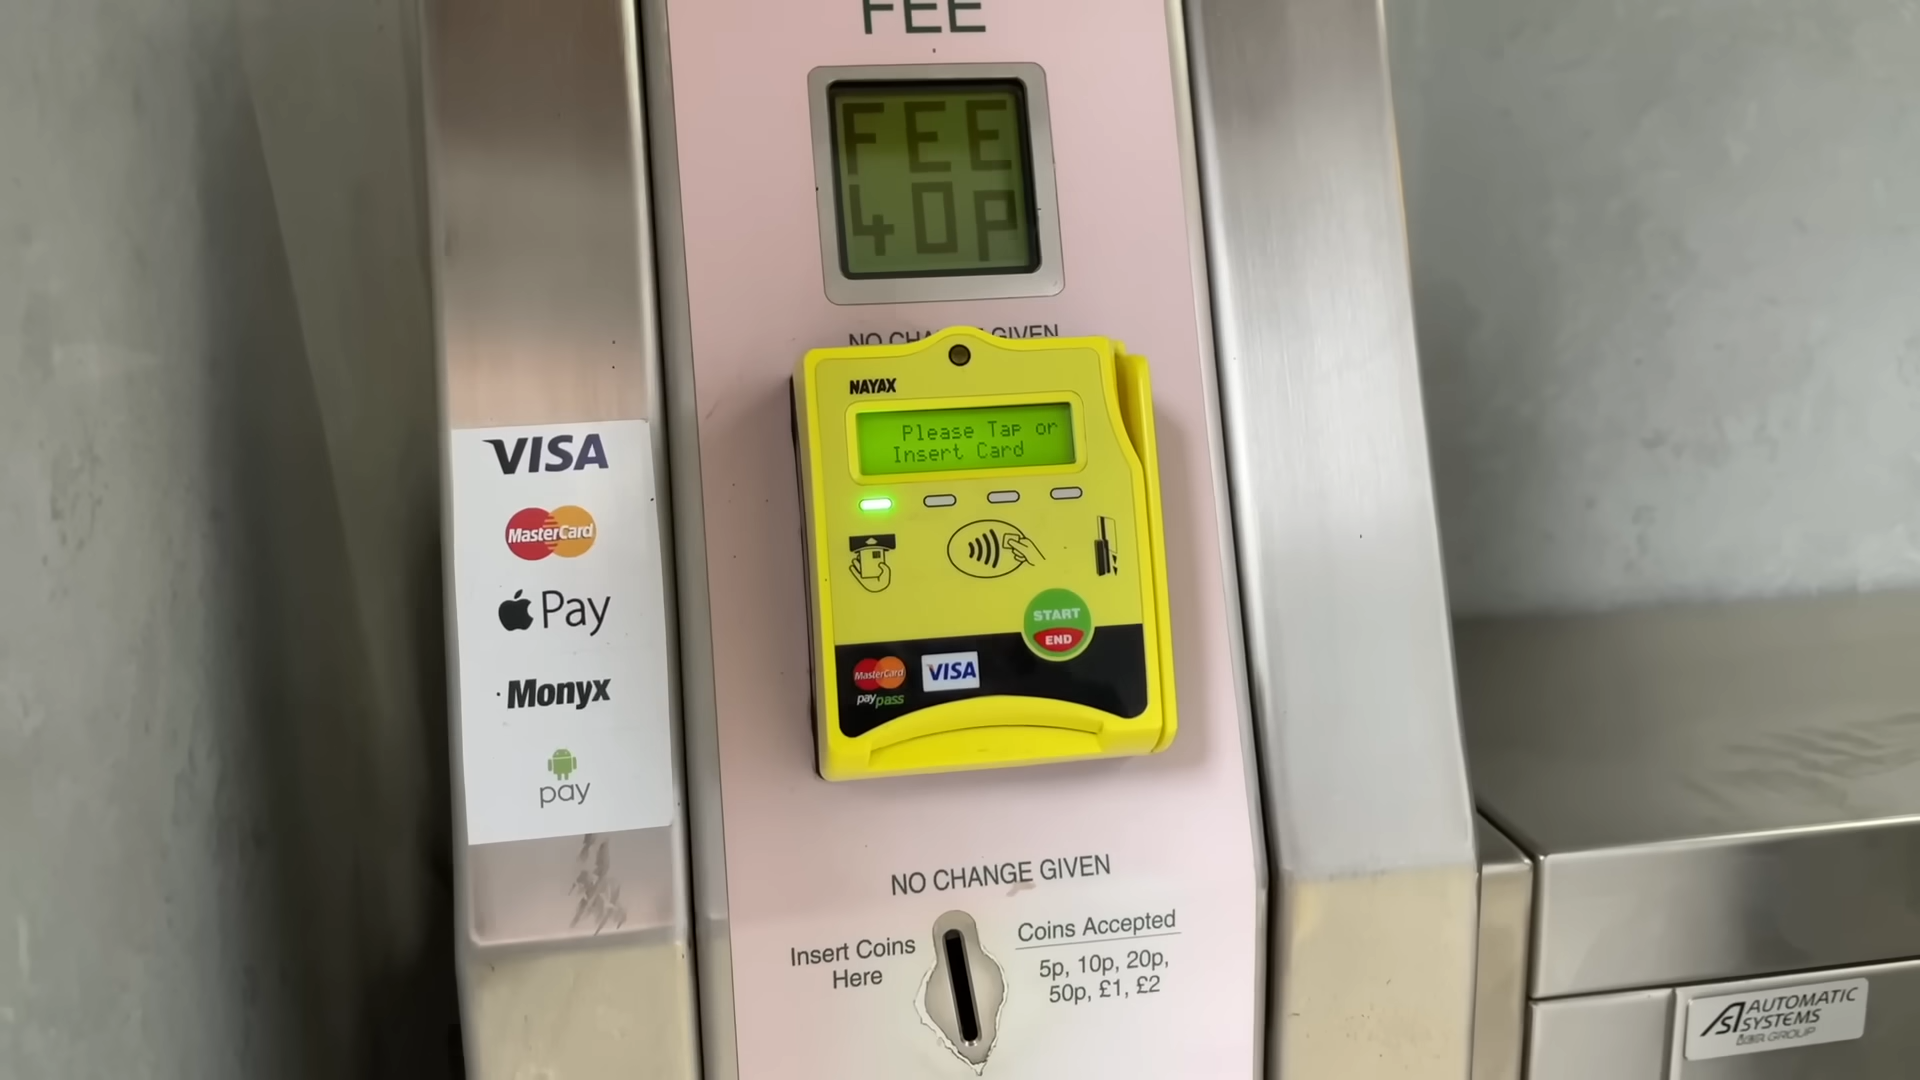 FEE
FEE
40P
NO CHANGE GIVEN
NAYAX
Please Tap or
Insert Card
START
END
MasterCard
paypass
VISA
VISA
MasterCard
Pay
Monyx
pay
NO CHANGE GIVEN
Insert Coins
Here
Coins Accepted
5p, 10p, 20p,
50p, £1, £2
AUTOMATIC
SYSTEMS
GROUP